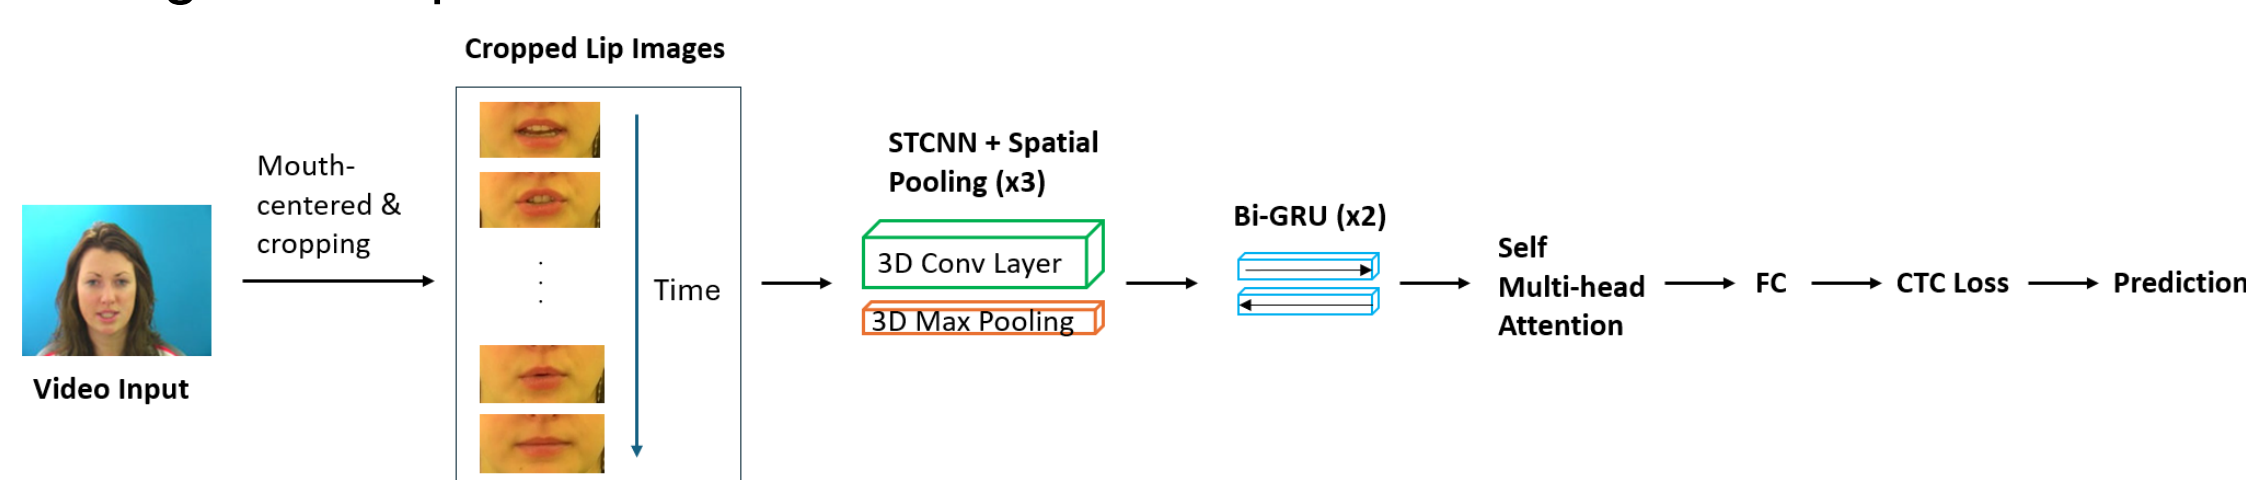 Cropped Lip Images
Mouth-
centered &
cropping
Video Input
Time
STCNN + Spatial
Pooling (x3)
3D Conv Layer
3D Max Pooling
Bi-GRU (x2)
Self
Multi-head
Attention
FC
CTC Loss
Prediction